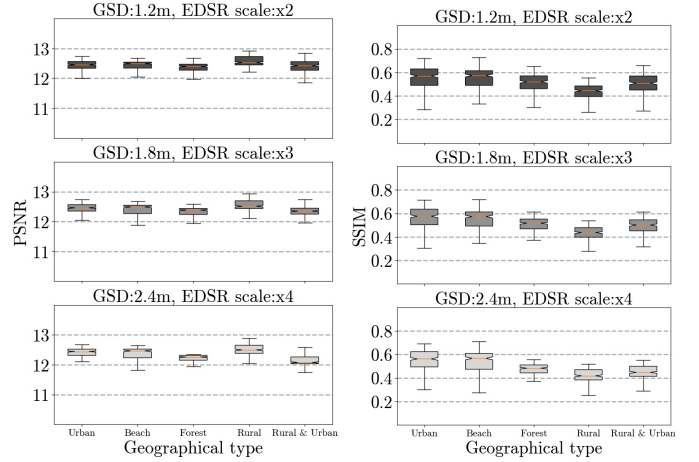 GSD:1.2m, EDSR scale:x2
13
12
11
GSD:1.8m, EDSR scale:x3
13
12
11
PSNR
GSD:2.4m, EDSR scale:x4
13
12
11
Urban Beach Forest Rural Rural & Urban
Geographical type
GSD:1.2m, EDSR scale:x2
0.8
0.6
0.4
0.2
GSD:1.8m, EDSR scale:x3
0.8
0.6
0.4
0.2
SSIM
GSD:2.4m, EDSR scale:x4
0.8
0.6
0.4
0.2
Urban Beach Forest Rural Rural & Urban
Geographical type